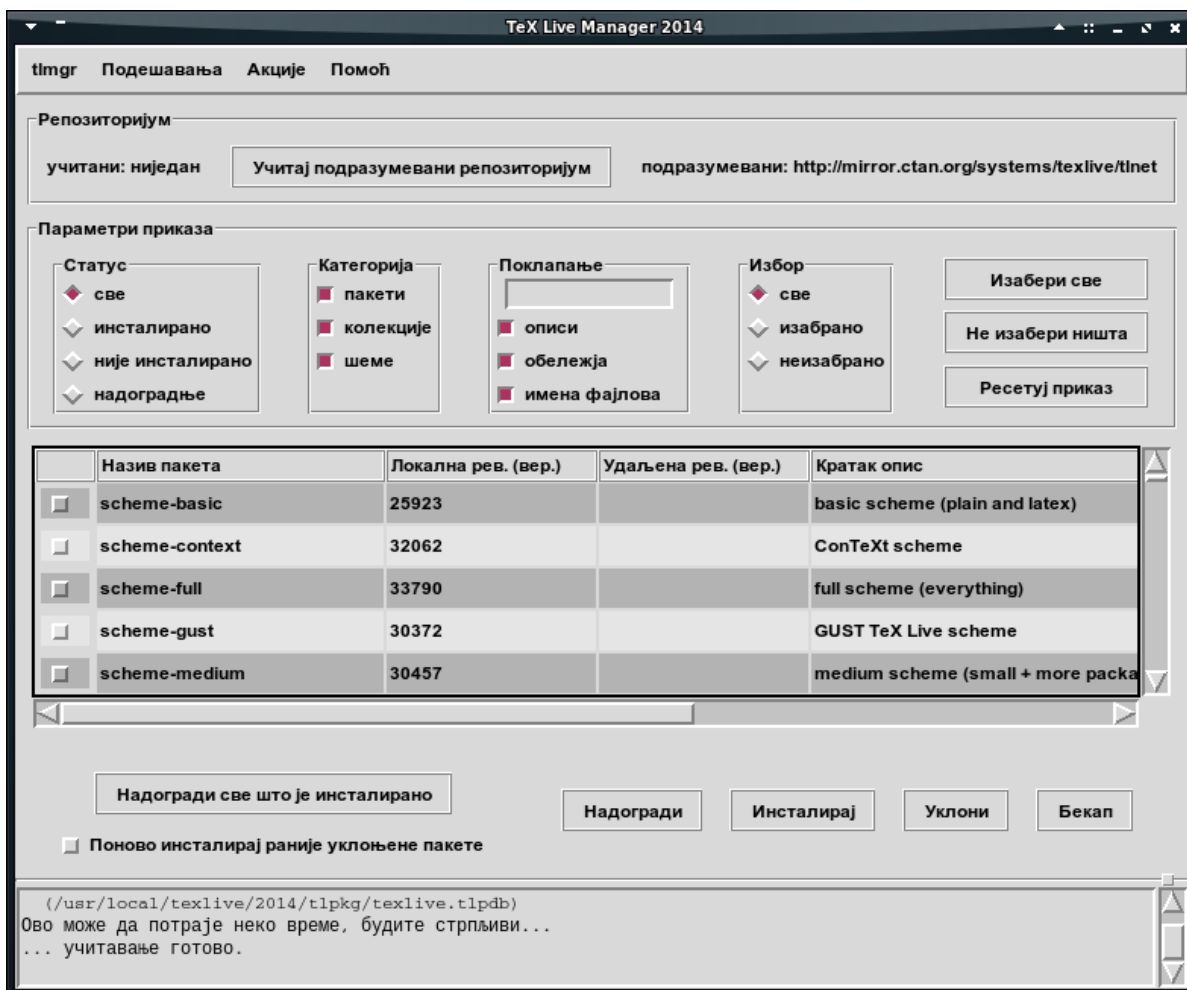 TeX Live Manager 2014
tlmgr Подешавања Акције Помоћ
Репозиторијум
учитани: ниједан Учитај подразумевани репозиторијум подразумевани: http://mirror.ctan.org/systems/texlive/tlnet
Параметри приказа
Статус Категорија Поклапање Избор
све пакети све Изабери све
инсталирано колекције описи изабрано Не изабери ништа
није инсталирано шеме обележја неизабрано
надоградње имена фајлова Ресетуј приказ
Назив пакета Локална рев. (вер.) Удаљена рев. (вер.) Кратак опис
scheme-basic 25923 basic scheme (plain and latex)
scheme-context 32062 ConTeXt scheme
scheme-full 33790 full scheme (everything)
scheme-gust 30372 GUST TeX Live scheme
scheme-medium 30457 medium scheme (small + more packa
Надогради све што је инсталирано Надогради Инсталирај Уклони Бекап
Поново инсталирај раније уклоњене пакете
(/usr/local/texlive/2014/tlpkg/texlive.tlpdb)
Ово може да потраје неко време, будите стрпљиви...
... учитавање готово.